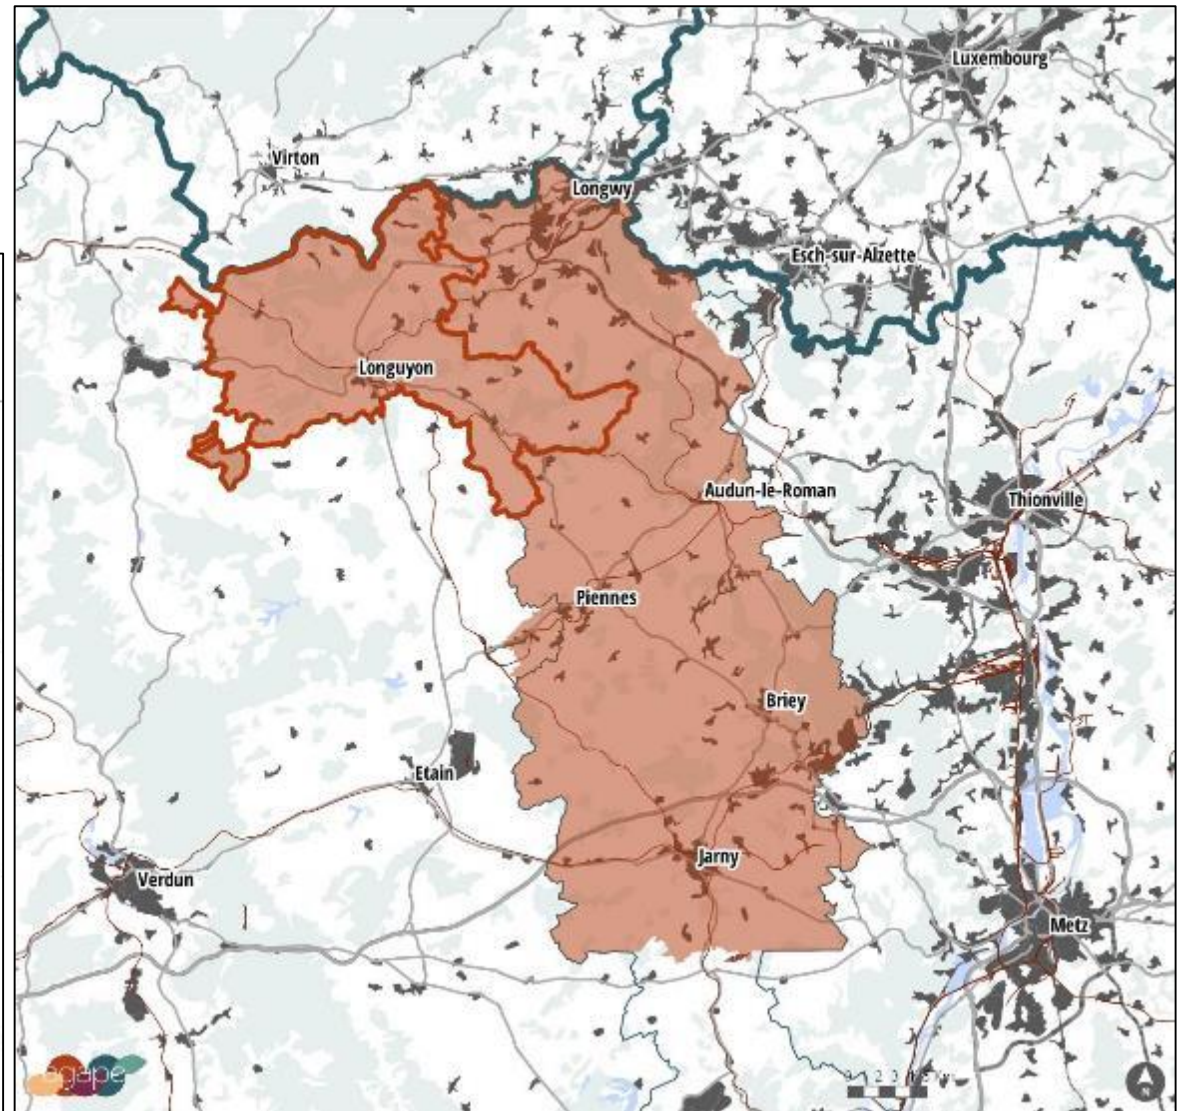 Luxembourg
Virton
Longwy
Esch-sur-Alzette
Longuyon
Audun-le-Roman
Thionville
Piennes
Briey
Etain
Jarny
Verdun
Metz
agape